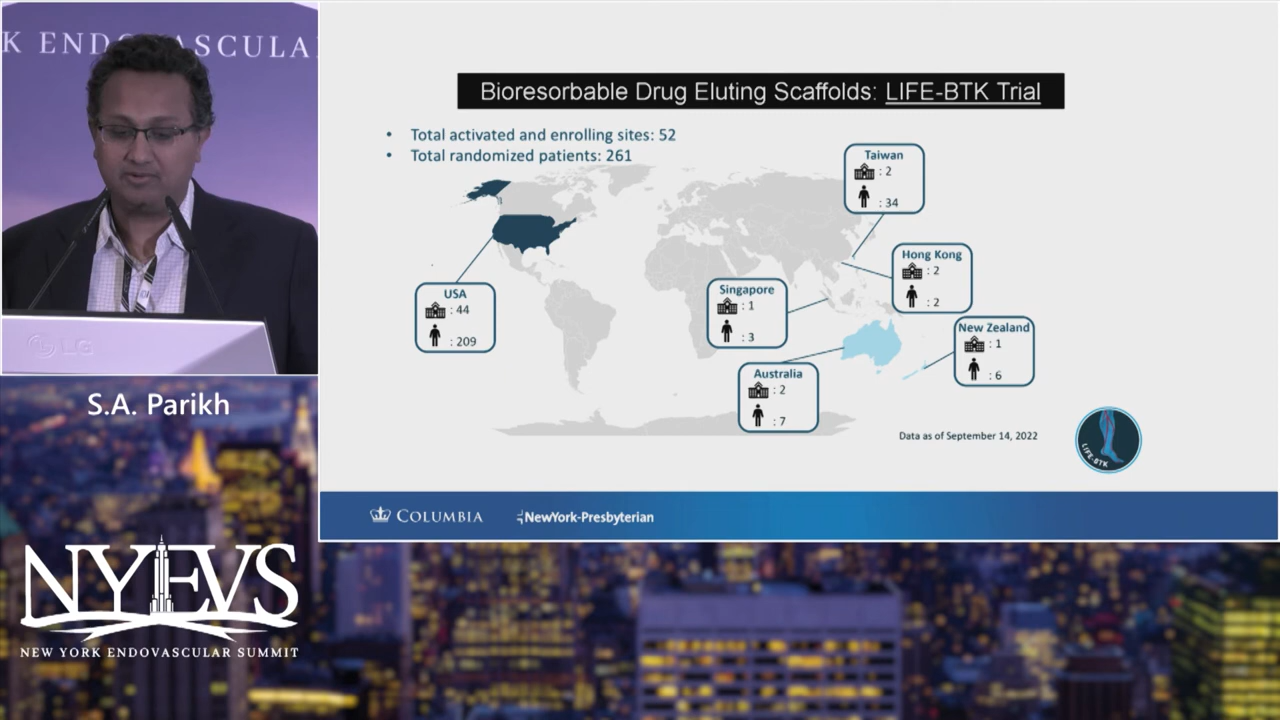 K ENDOVASCULA
LG
S.A. Parikh
NYEVS
NEW YORK ENDOVASCULAR SUMMIT
Bioresorbable Drug Eluting Scaffolds: LIFE-BTK Trial
• Total activated and enrolling sites: 52
• Total randomized patients: 261
Taiwan
: 2
: 34
Hong Kong
: 2
: 2
USA
: 44
: 209
Singapore
: 1
: 3
New Zealand
: 1
: 6
Australia
: 2
: 7
Data as of September 14, 2022
LIFE-BTK
COLUMBIA
NewYork-Presbyterian